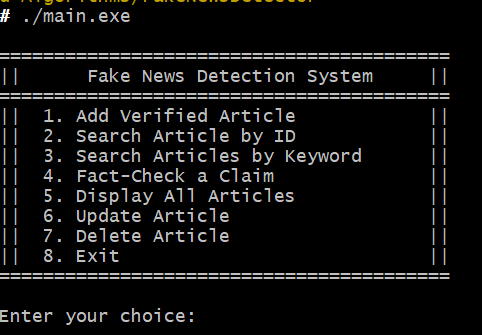 # ./main.exe
=========================================
||      Fake News Detection System     ||
=========================================
||  1. Add Verified Article            ||
||  2. Search Article by ID            ||
||  3. Search Articles by Keyword      ||
||  4. Fact-Check a Claim              ||
||  5. Display All Articles            ||
||  6. Update Article                  ||
||  7. Delete Article                  ||
||  8. Exit                            ||
=========================================
Enter your choice: